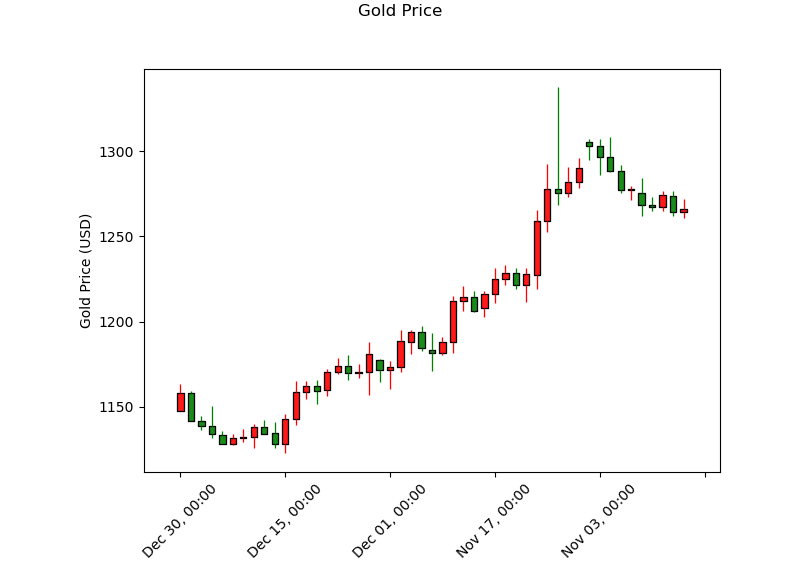 Gold Price
Gold Price (USD)
1300
1250
1200
1150
Dec 30, 00:00
Dec 15, 00:00
Dec 01, 00:00
Nov 17, 00:00
Nov 03, 00:00